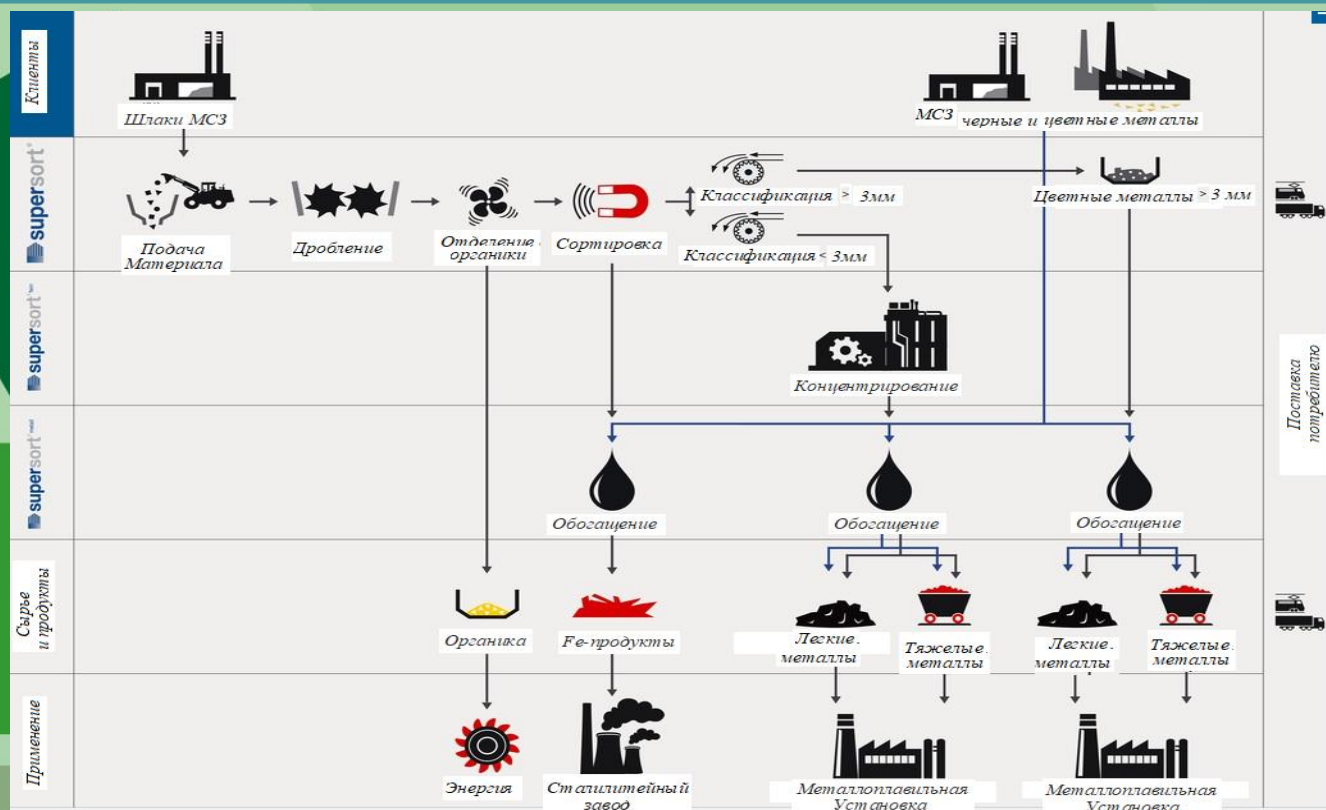 Клиенты
Шлаки МСЗ
МСЗ
черные и цветные металлы
supersort
Подача
Материала
Дробление
Отделение
органики
Сортировка
Классификация > 3мм
Классификация < 3мм
Цветные металлы > 3 мм
supersort
Концентрирование
Поставка
потребителю
supersort metall
Обогащение
Обогащение
Обогащение
Сырье
и продукты
Органика
Fe-продукты
Легкие.
металлы
Тяжелые.
металлы
Легкие.
металлы
Тяжелые.
металлы
Применение
Энергия
Сталилитейный
завод
Металлоплавильная
Установка
Металлоплавильная
Установка